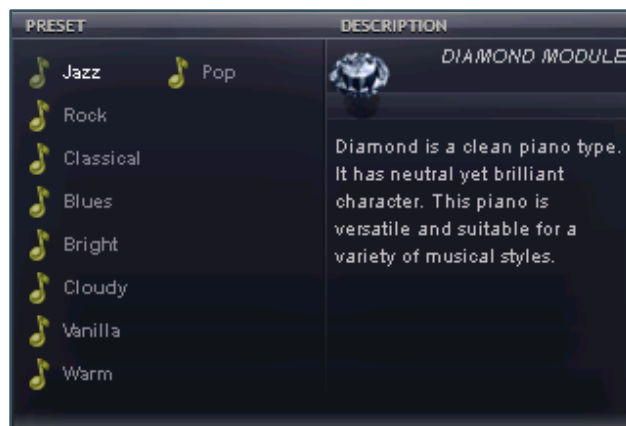 PRESET
DESCRIPTION
Jazz
Pop
Rock
Classical
Blues
Bright
Cloudy
Vanilla
Warm
DIAMOND MODULE
Diamond is a clean piano type.
It has neutral yet brilliant
character. This piano is
versatile and suitable for a
variety of musical styles.